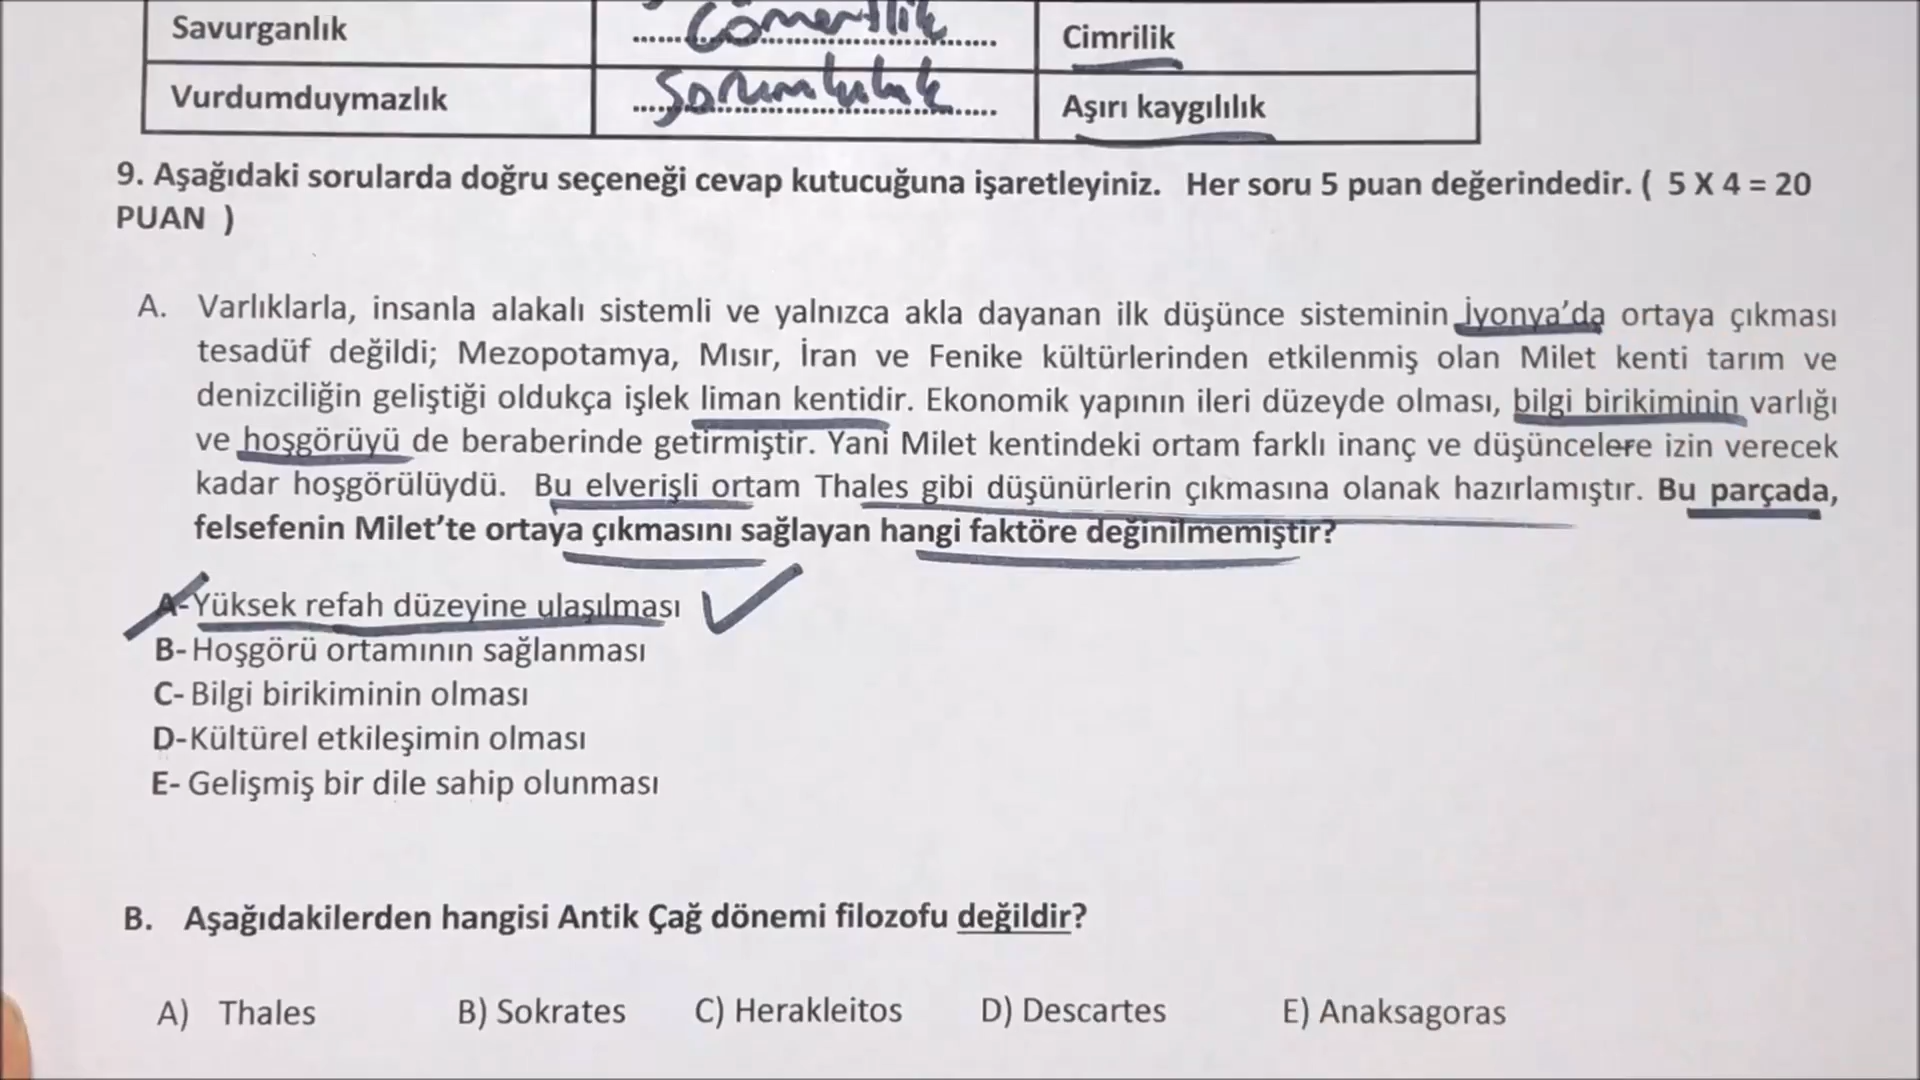 Savurganlık Cömertlik Cimrilik
Vurdumduymazlık Sorumluluk Aşırı kaygılılık
9. Aşağıdaki sorularda doğru seçeneği cevap kutucuğuna işaretleyiniz. Her soru 5 puan değerindedir. ( 5 X 4 = 20
PUAN )
A. Varlıklarla, insanla alakalı sistemli ve yalnızca akla dayanan ilk düşünce sisteminin İyonya’da ortaya çıkması
tesadüf değildi; Mezopotamya, Mısır, İran ve Fenike kültürlerinden etkilenmiş olan Milet kenti tarım ve
denizciliğin geliştiği oldukça işlek liman kentidir. Ekonomik yapının ileri düzeyde olması, bilgi birikiminin varlığı
ve hoşgörüyü de beraberinde getirmiştir. Yani Milet kentindeki ortam farklı inanç ve düşüncelere izin verecek
kadar hoşgörülüydü. Bu elverişli ortam Thales gibi düşünürlerin çıkmasına olanak hazırlamıştır. Bu parçada,
felsefenin Milet’te ortaya çıkmasını sağlayan hangi faktöre değinilmemiştir?
A-Yüksek refah düzeyine ulaşılması
B-Hoşgörü ortamının sağlanması
C- Bilgi birikiminin olması
D-Kültürel etkileşimin olması
E- Gelişmiş bir dile sahip olunması
B. Aşağıdakilerden hangisi Antik Çağ dönemi filozofu değildir?
A) Thales B) Sokrates C) Herakleitos D) Descartes E) Anaksagoras